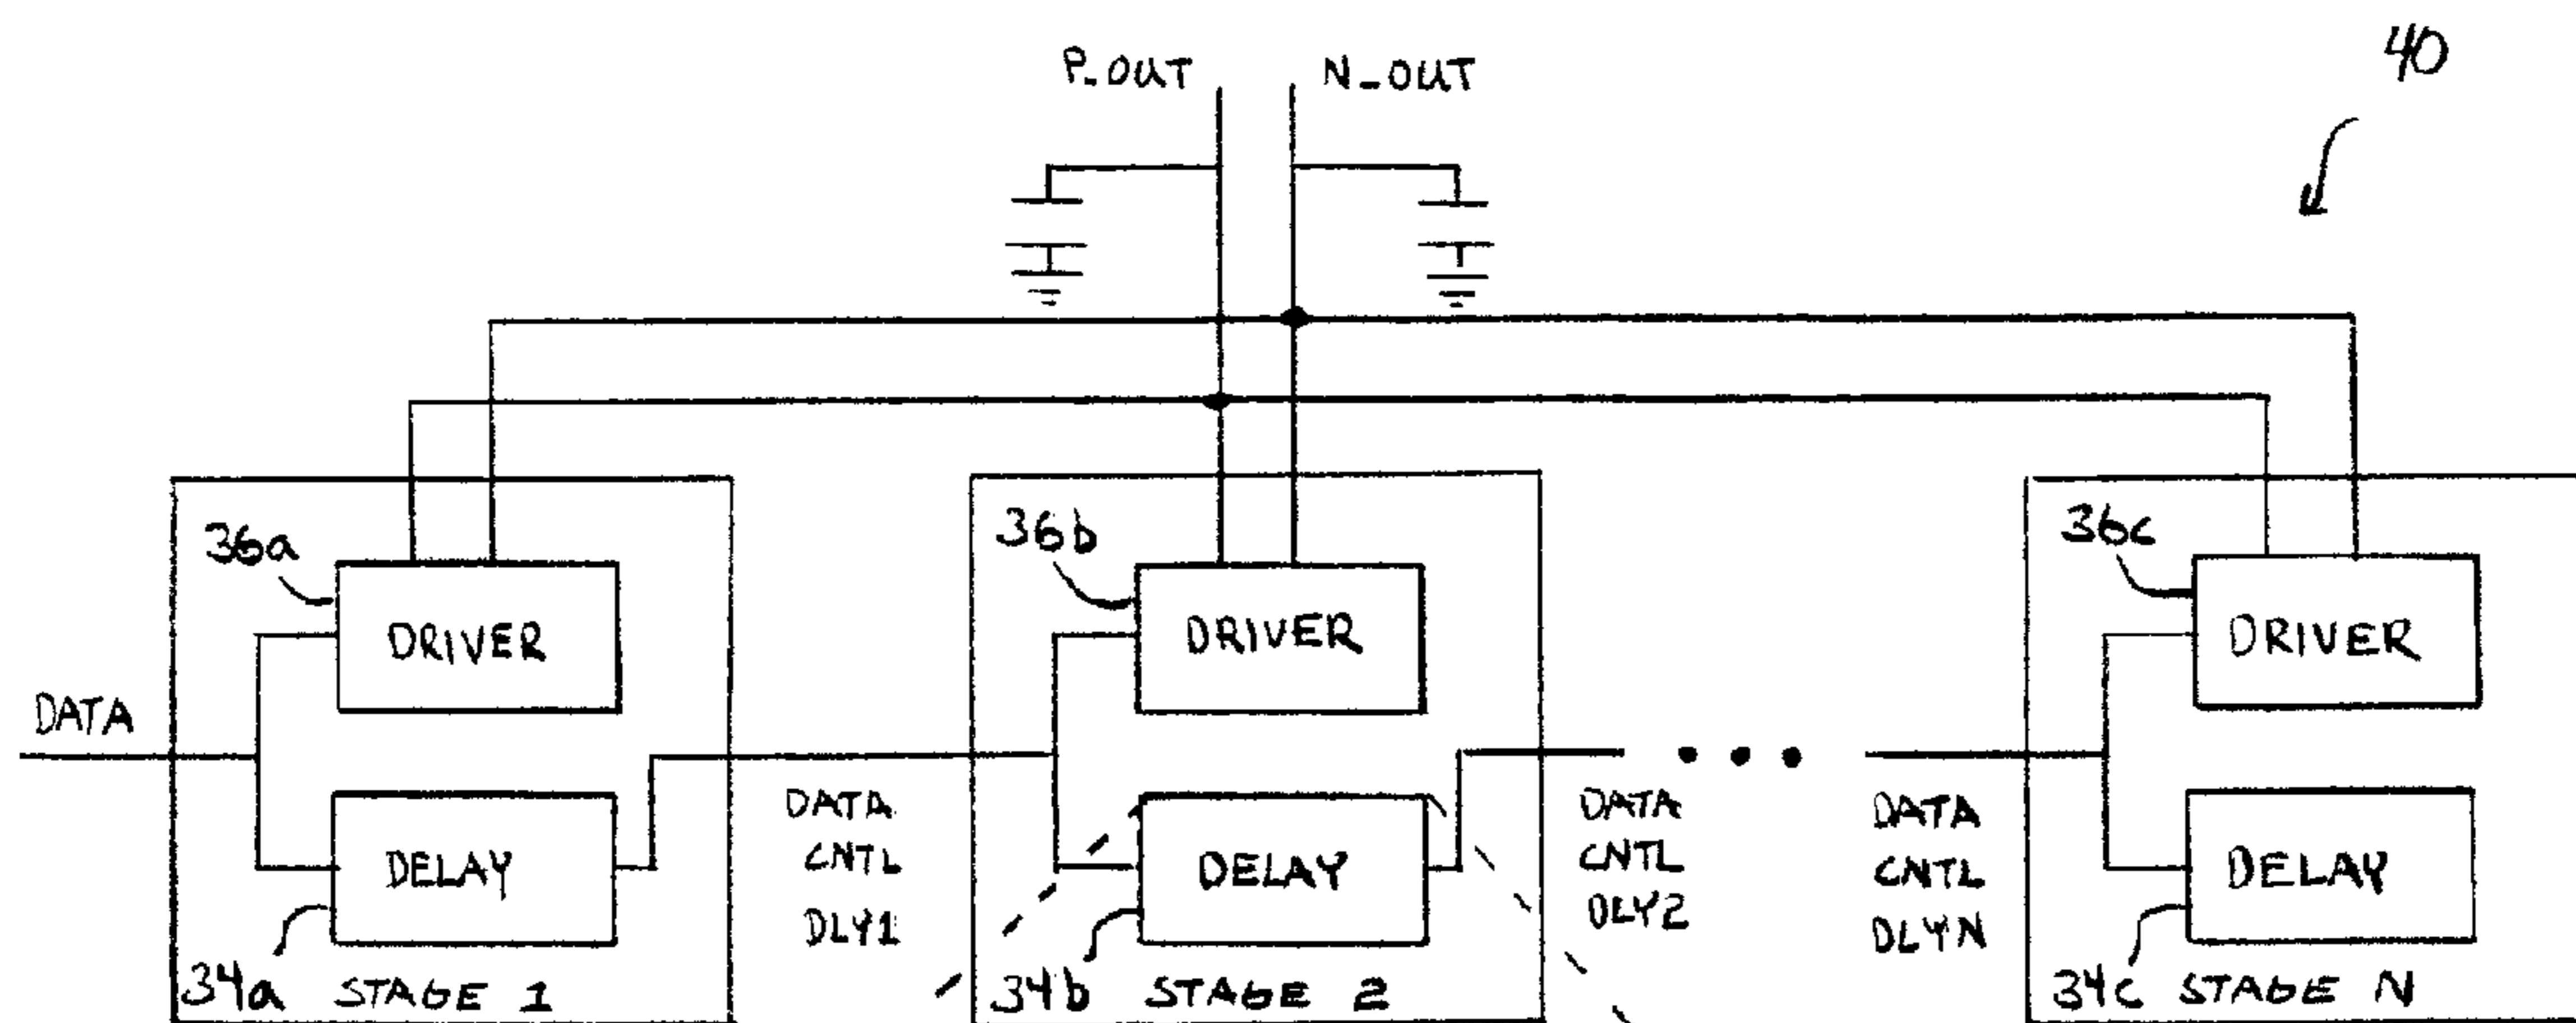 40
P_OUT
N_OUT
36a
DRIVER
36b
DRIVER
36c
DRIVER
DATA
DELAY
DATA
CNTL
DLY1
DELAY
DATA
CNTL
DLY2
DATA
CNTL
DLYN
DELAY
34a
STAGE 1
34b
STAGE 2
34c
STAGE N